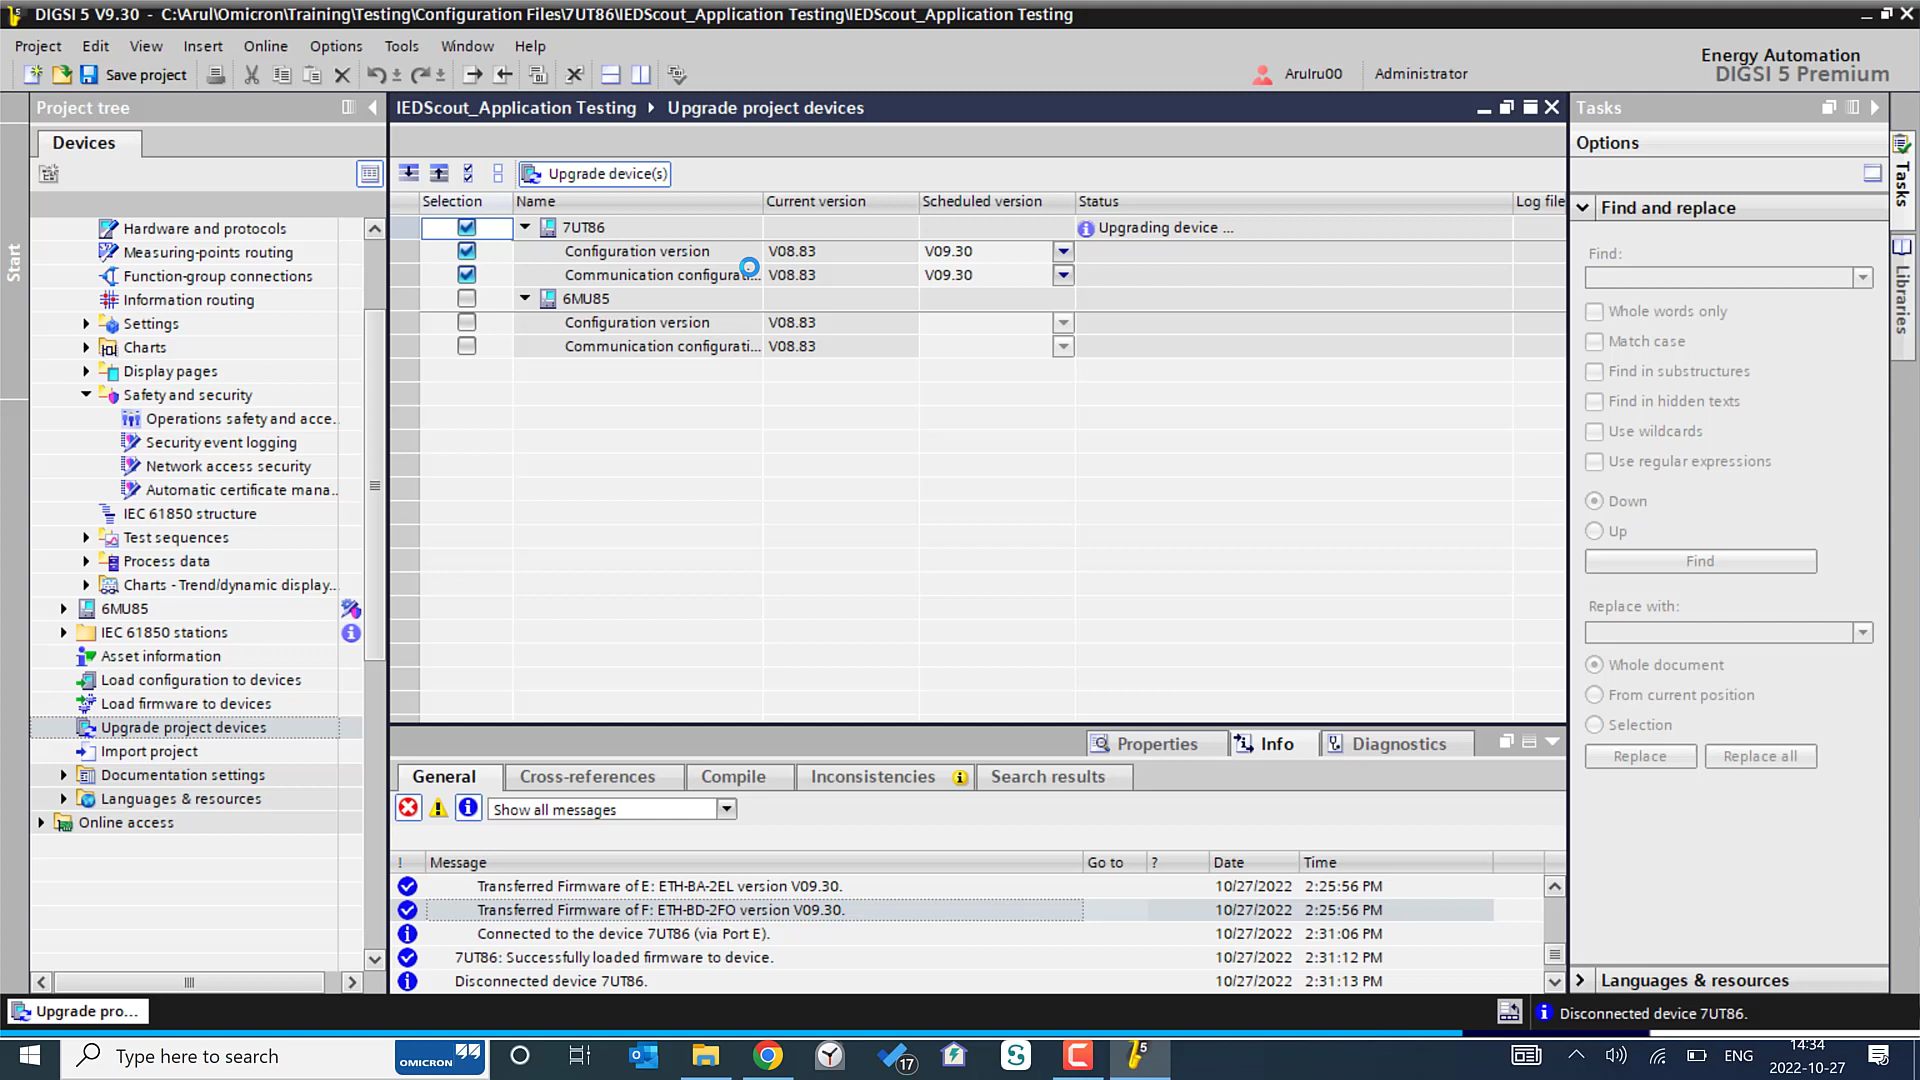 DIGSI 5 V9.30 - C:\Arul\Omicron\Training\Testing\Configuration Files\7UT86\IEDScout_Application Testing\IEDScout_Application Testing
Project Edit View Insert Online Options Tools Window Help
Energy Automation
DIGSI 5 Premium
Save project
Arulru00 Administrator
Start
Project tree
Devices
Hardware and protocols
Measuring-points routing
Function-group connections
Information routing
Settings
Charts
Display pages
Safety and security
Operations safety and acce..
Security event logging
Network access security
Automatic certificate mana..
IEC 61850 structure
Test sequences
Process data
Charts - Trend/dynamic display...
6MU85
IEC 61850 stations
Asset information
Load configuration to devices
Load firmware to devices
Upgrade project devices
Import project
Documentation settings
Languages & resources
Online access
IEDScout_Application Testing Upgrade project devices
Upgrade device(s)
Selection Name Current version Scheduled version Status Log file
7UT86 Upgrading device ...
Configuration version V08.83 V09.30
Communication configurati... V08.83 V09.30
6MU85
Configuration version V08.83
Communication configurati... V08.83
Properties Info Diagnostics
General Cross-references Compile Inconsistencies Search results
Show all messages
! Message Go to ? Date Time
Transferred Firmware of E: ETH-BA-2EL version V09.30. 10/27/2022 2:25:56 PM
Transferred Firmware of F: ETH-BD-2FO version V09.30. 10/27/2022 2:25:56 PM
Connected to the device 7UT86 (via Port E). 10/27/2022 2:31:06 PM
7UT86: Successfully loaded firmware to device. 10/27/2022 2:31:12 PM
Disconnected device 7UT86. 10/27/2022 2:31:13 PM
Tasks
Options
Find and replace
Find:
Whole words only
Match case
Find in substructures
Find in hidden texts
Use wildcards
Use regular expressions
Down
Up
Find
Replace with:
Whole document
From current position
Selection
Replace Replace all
Languages & resources
Tasks
Libraries
Upgrade pro...
Disconnected device 7UT86.
Type here to search
OMICRON
17
5
ENG
14:34
2022-10-27